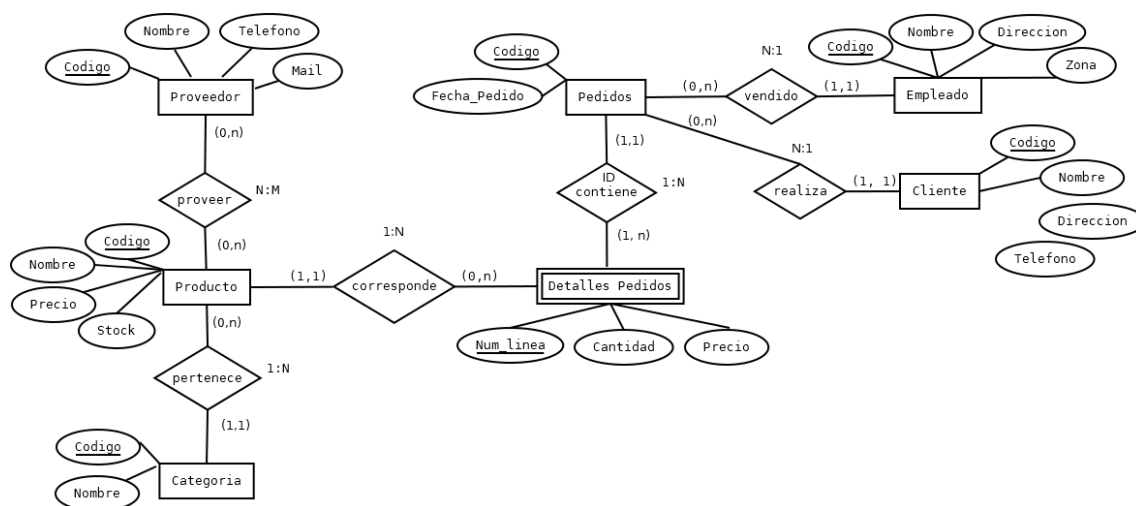 Nombre
Telefono
Codigo
Mail
Proveedor
(0,n)
proveer
N:M
(0,n)
Codigo
Nombre
Precio
Stock
Producto
(0,n)
pertenece
1:N
(1,1)
Codigo
Nombre
Categoria
(1,1)
1:N
corresponde
(0,n)
Codigo
Fecha_Pedido
Pedidos
(1,1)
ID
contiene
1:N
(1, n)
Detalles Pedidos
Num_linea
Cantidad
Precio
(0,n)
N:1
vendido
(1,1)
Codigo
Nombre
Direccion
Zona
Empleado
(0,n)
N:1
realiza
(1, 1)
Cliente
Codigo
Nombre
Direccion
Telefono